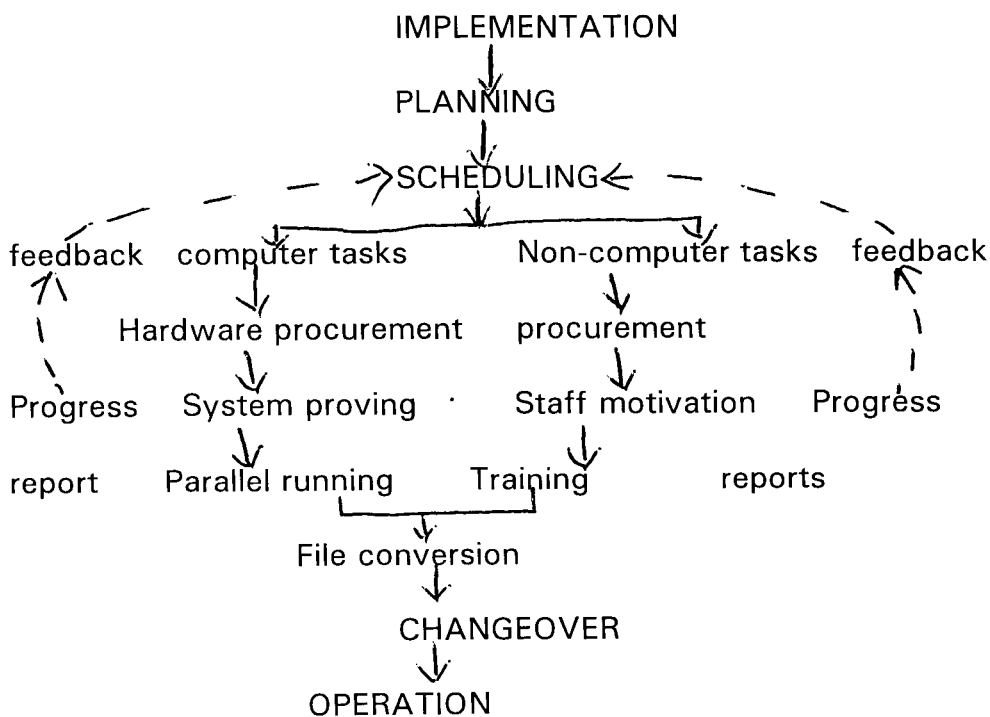 IMPLEMENTATION
PLANNING
SCHEDULING
feedback computer tasks Non-computer tasks feedback
Hardware procurement procurement
Progress System proving Staff motivation Progress
report Parallel running Training reports
File conversion
CHANGEOVER
OPERATION